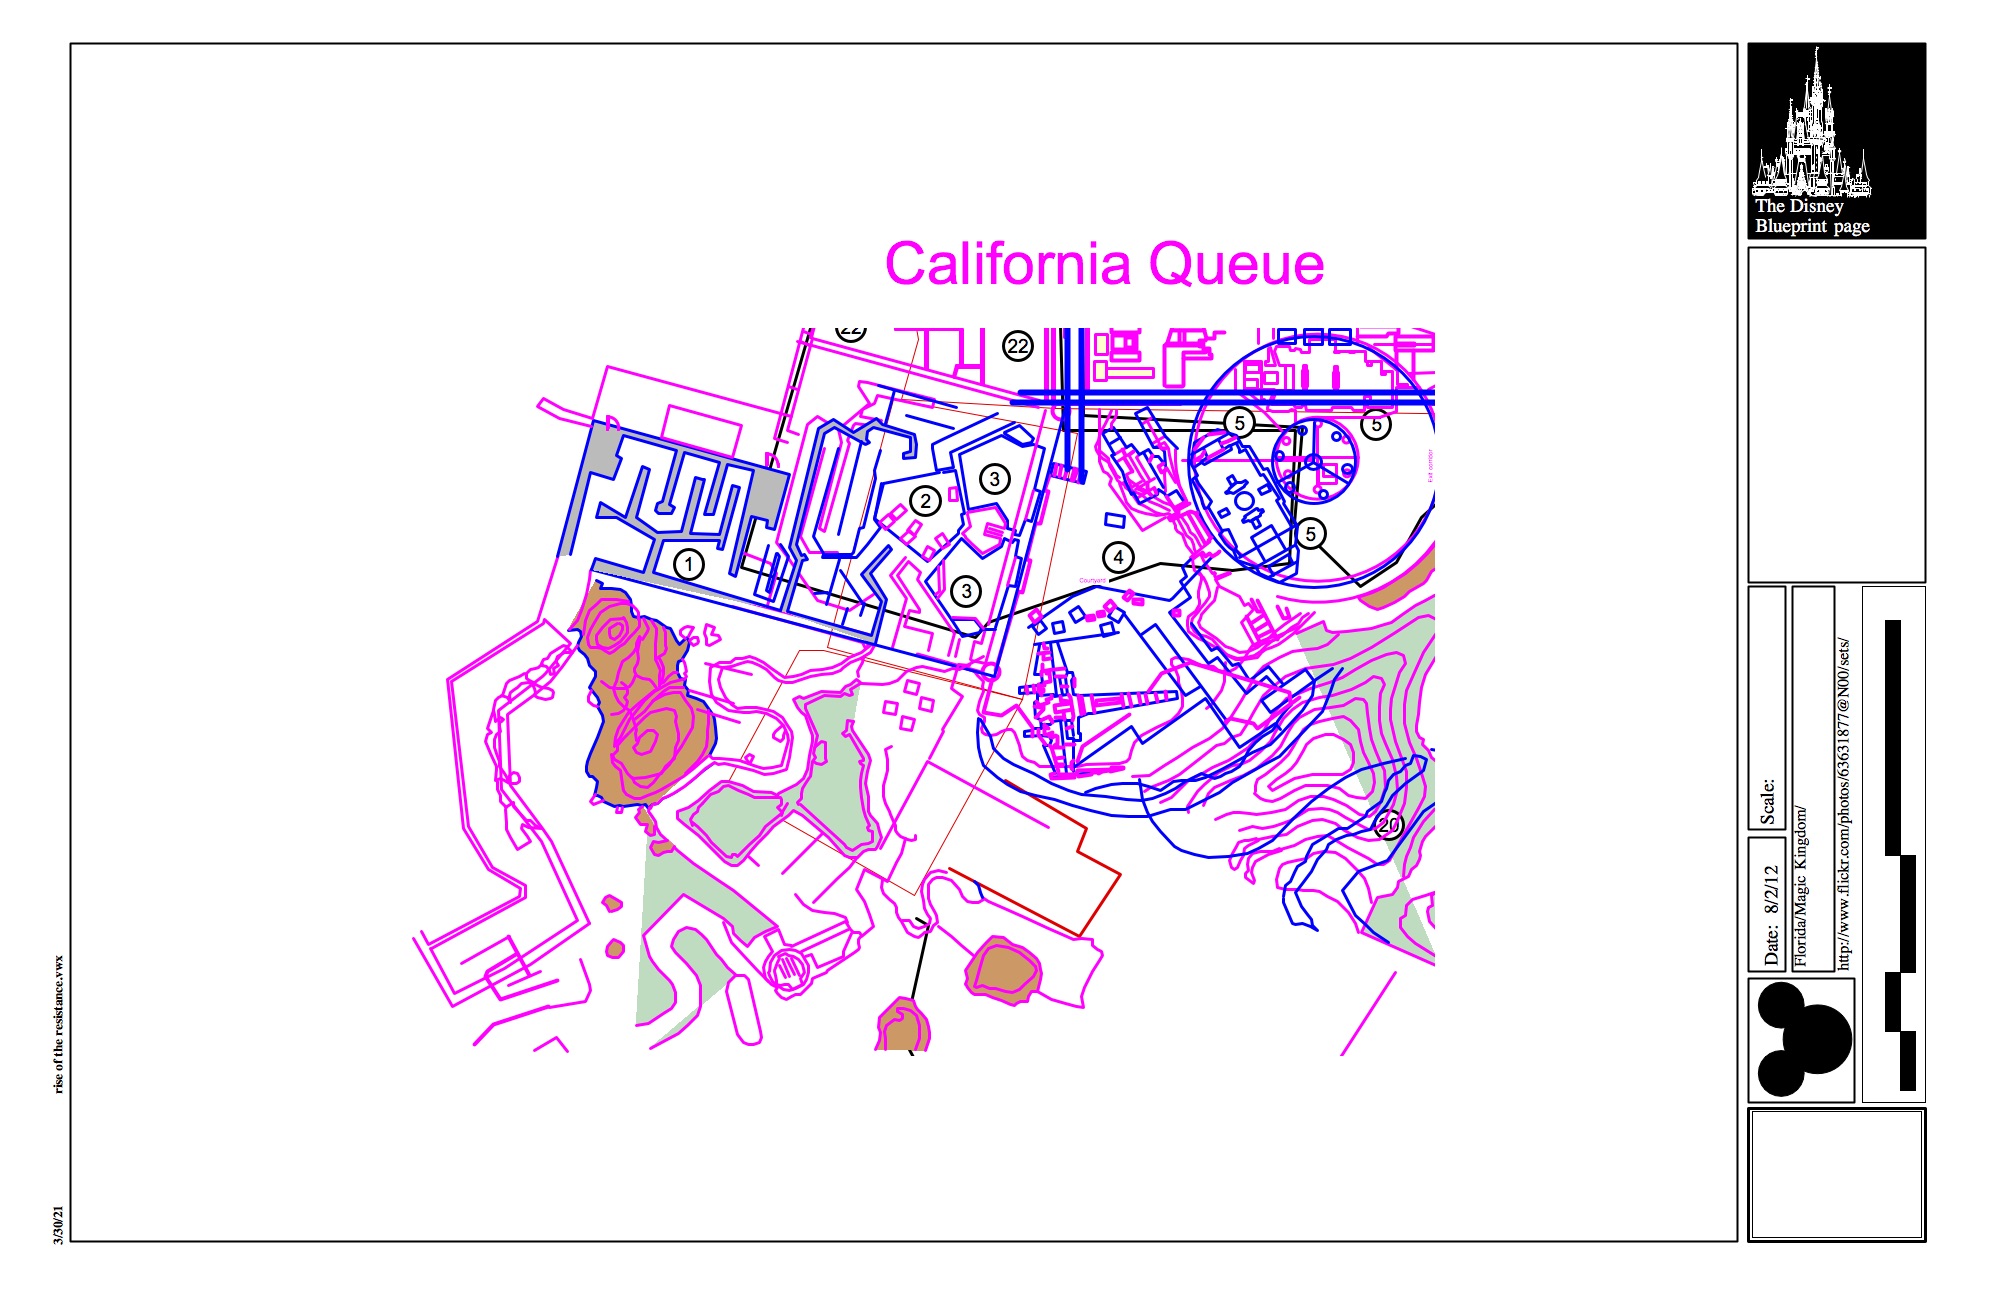 California Queue
22
22
5
5
3
2
5
4
1
3
Courtyard
Exit corridor
20
The Disney
Blueprint page
Scale:
Date: 8/2/12
Florida/Magic Kingdom/
http://www.flickr.com/photos/63631877@N00/sets/
rise of the resistance.vwx
3/30/21